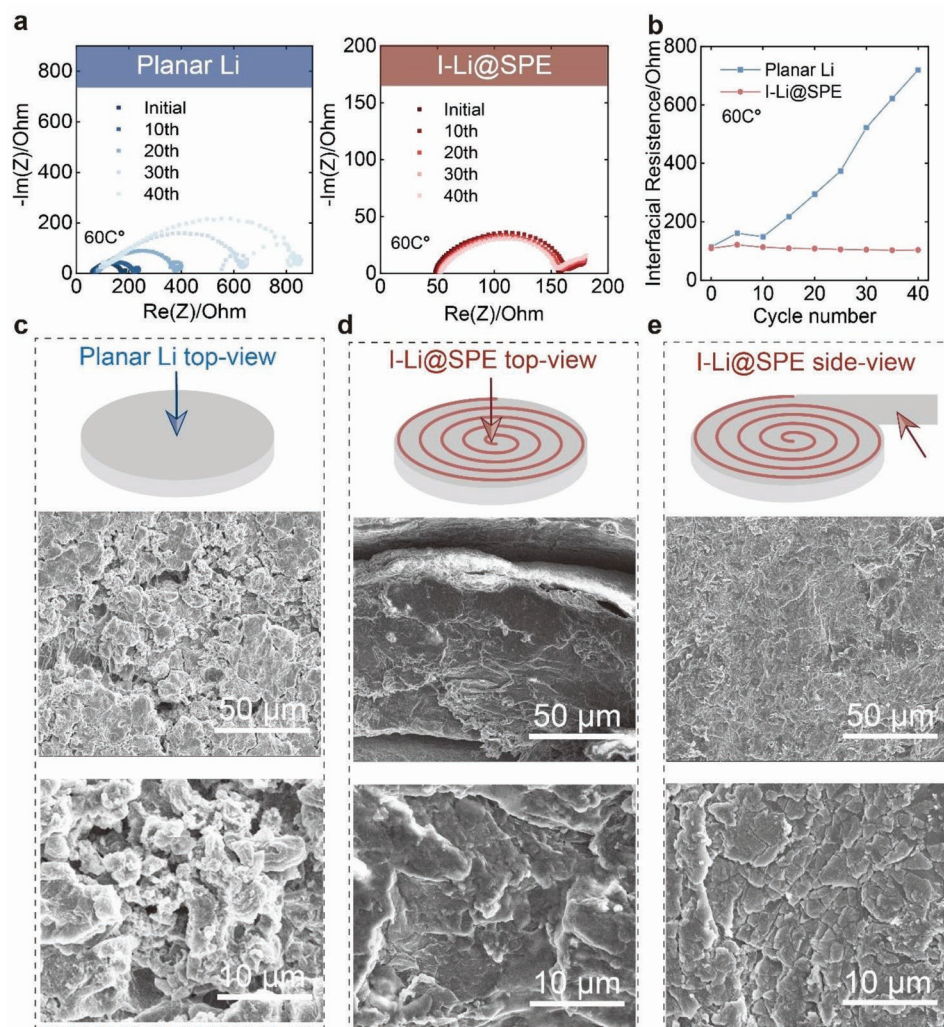 a
Planar Li
-Im(Z)/Ohm
800
600
400
200
0
Initial
10th
20th
30th
40th
60C°
0 200 400 600 800
Re(Z)/Ohm
I-Li@SPE
-Im(Z)/Ohm
200
150
100
50
0
Initial
10th
20th
30th
40th
60C°
0 50 100 150 200
Re(Z)/Ohm
b
Interfacial Resistence/Ohm
800
600
400
200
0
Planar Li
I-Li@SPE
60C°
0 10 20 30 40
Cycle number
c
Planar Li top-view
50 µm
10 µm
d
I-Li@SPE top-view
50 µm
10 µm
e
I-Li@SPE side-view
50 µm
10 µm